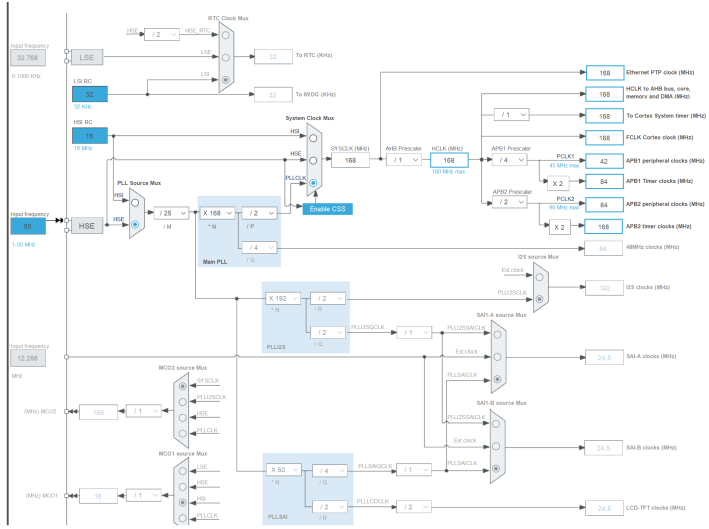 RTC Clock Mux
HSE
/ 2
HSE_RTC
Input frequency
32.768
LSE
LSE
32
To RTC (KHz)
0-1000 KHz
LSI RC
LSI
32
32
To IWDG (KHz)
32 KHz
HSI RC
16
16 MHz
System Clock Mux
HSI
HSE
PLLCLK
Enable CSS
SYSCLK (MHz)
168
AHB Prescaler
/ 1
HCLK (MHz)
168
180 MHz max
168
Ethernet PTP clock (MHz)
168
HCLK to AHB bus, core,
memory and DMA (MHz)
/ 1
168
To Cortex System timer (MHz)
168
FCLK Cortex clock (MHz)
APB1 Prescaler
/ 4
PCLK1
45 MHz max
42
APB1 peripheral clocks (MHz)
X 2
84
APB1 Timer clocks (MHz)
APB2 Prescaler
/ 2
PCLK2
90 MHz max
84
APB2 peripheral clocks (MHz)
X 2
168
APB2 timer clocks (MHz)
84
48MHz clocks (MHz)
PLL Source Mux
HSI
HSE
Input frequency
HSE
1-50 MHz
/ 25
/ M
X 168
* N
/ 2
/ P
/ 4
/ Q
Main PLL
I2S source Mux
Ext.clock
PLLI2SCLK
192
I2S clocks (MHz)
X 192
* N
/ 2
/ R
/ 2
/ Q
PLLI2S
PLLI2SQCLK
/ 1
SAI1-A source Mux
PLLI2SSAICLK
Ext.clock
PLLSAICLK
24.5
SAI-A clocks (MHz)
Input frequency
12.288
MHz
MCO2 source Mux
SYSCLK
PLLI2SCLK
HSE
PLLCLK
(MHz) MCO2
168
/ 1
SAI1-B source Mux
PLLI2SSAICLK
Ext.clock
PLLSAICLK
24.5
SAI-B clocks (MHz)
MCO1 source Mux
LSE
HSE
HSI
PLLCLK
(MHz) MCO1
16
/ 1
X 50
* N
/ 4
/ Q
/ 2
/ R
PLLSAI
PLLSAIQCLK
/ 1
PLLLCDCLK
/ 2
24.5
LCD-TFT clocks (MHz)